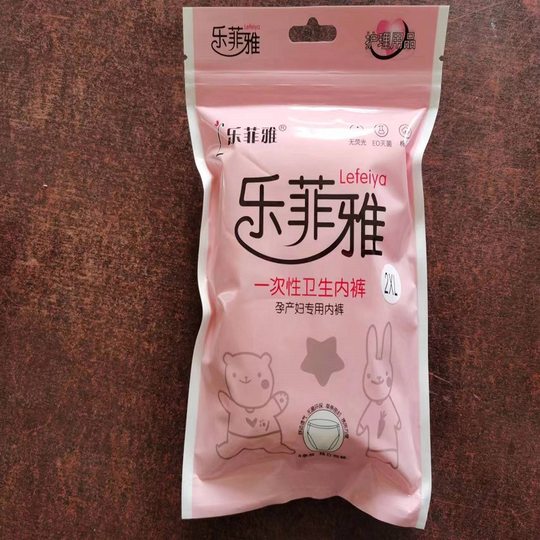 Lefeiya
乐菲雅
护理用品
乐菲雅®
无荧光 EO灭菌
Lefeiya
乐菲雅
一次性卫生内裤
2XL
孕产妇专用内裤